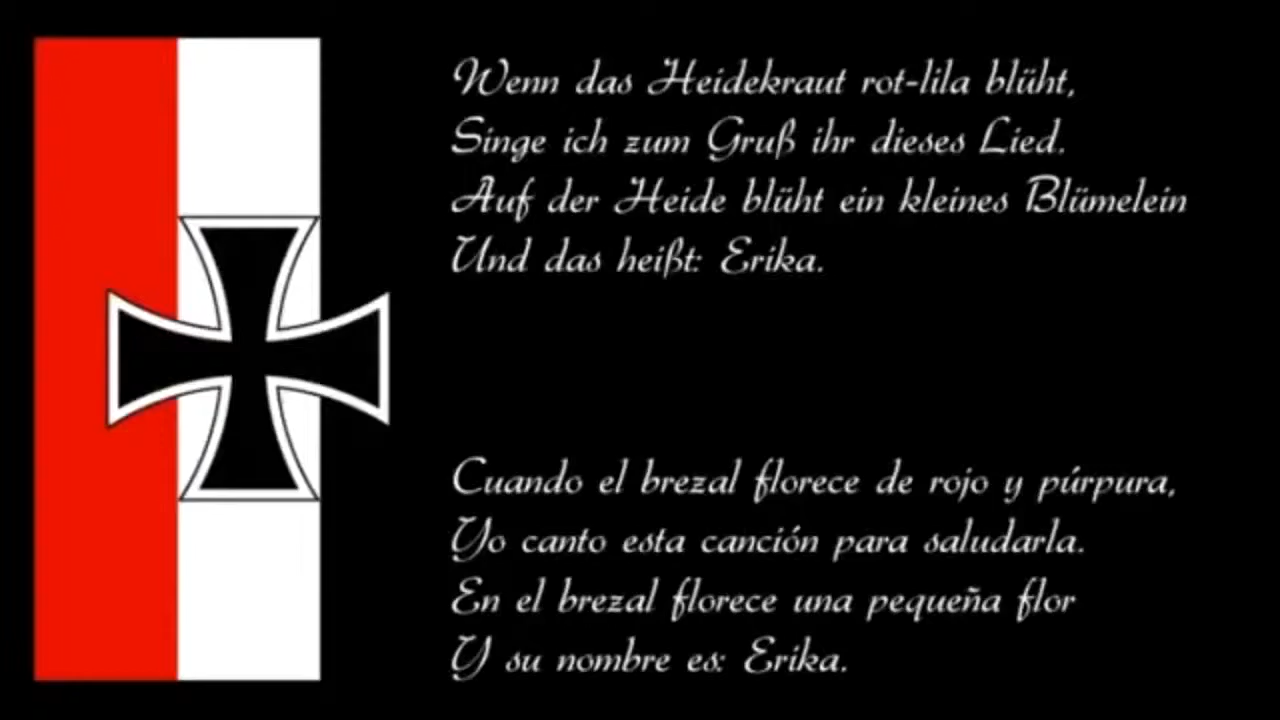 Wenn das Heidekraut rot-lila blüht,
Singe ich zum Gruß ihr dieses Lied.
Auf der Heide blüht ein kleines Blümelein
Und das heißt: Erika.
Cuando el brezal florece de rojo y púrpura,
Yo canto esta canción para saludarla.
En el brezal florece una pequeña flor
Y su nombre es: Erika.